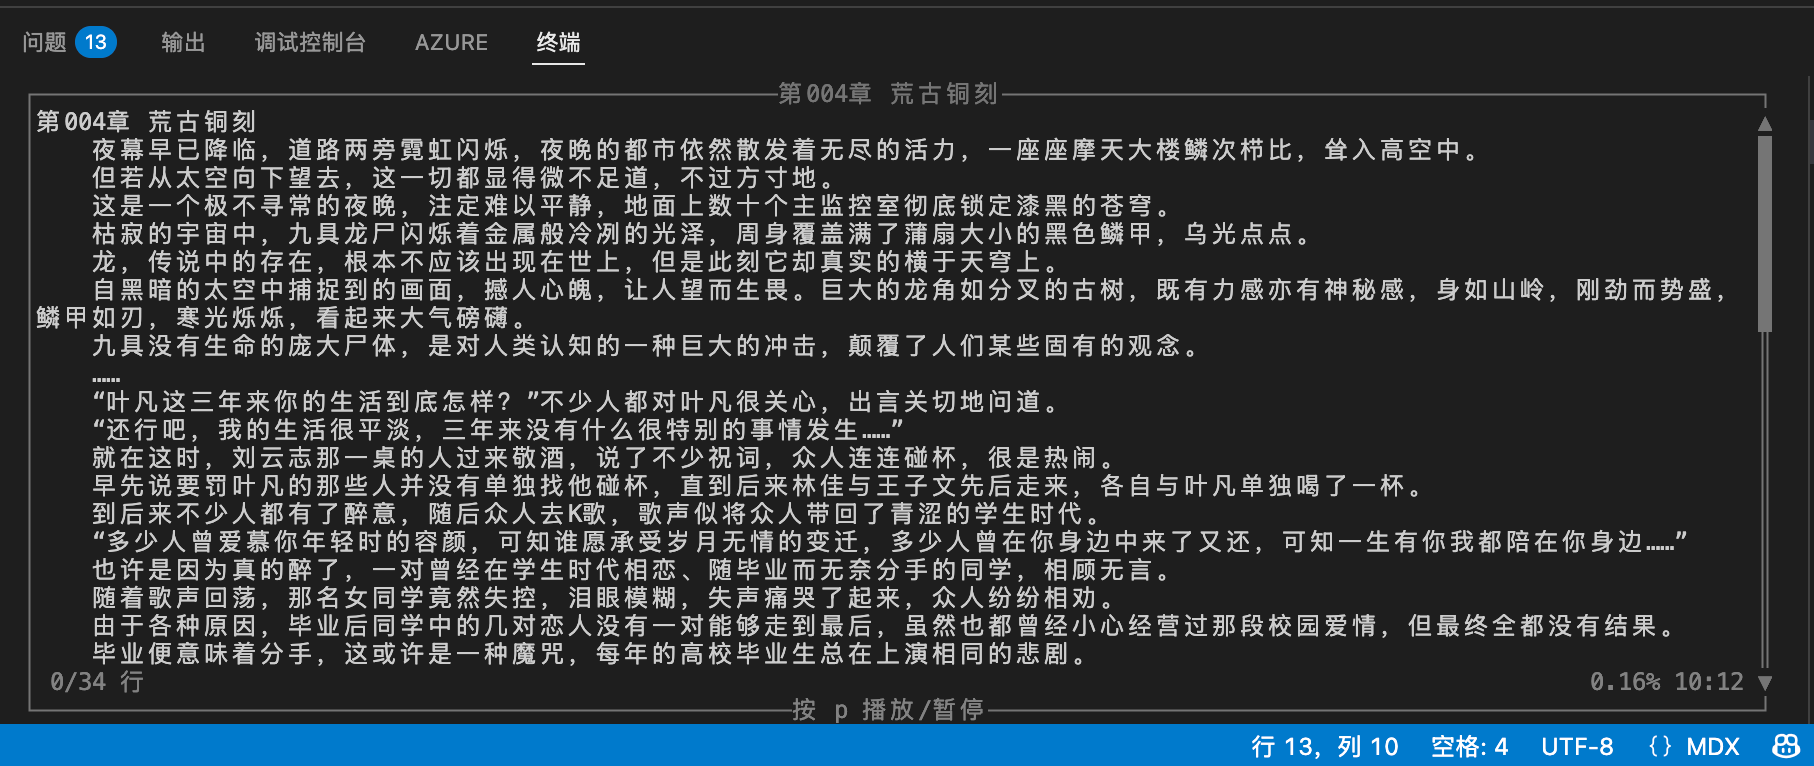 问题 13 输出 调试控制台 AZURE 终端
第004章 荒古铜刻
第004章 荒古铜刻
夜幕早已降临，道路两旁霓虹闪烁，夜晚的都市依然散发着无尽的活力，一座座摩天大楼鳞次栉比，耸入高空中。
但若从太空向下望去，这一切都显得微不足道，不过方寸地。
这是一个极不寻常的夜晚，注定难以平静，地面上数十个主监控室彻底锁定漆黑的苍穹。
枯寂的宇宙中，九具龙尸闪烁着金属般冷冽的光泽，周身覆盖满了蒲扇大小的黑色鳞甲，乌光点点。
龙，传说中的存在，根本不应该出现在世上，但是此刻它却真实的横于天穹上。
自黑暗的太空中捕捉到的画面，撼人心魄，让人望而生畏。巨大的龙角如分叉的古树，既有力感亦有神秘感，身如山岭，刚劲而势盛，
鳞甲如刃，寒光烁烁，看起来大气磅礴。
九具没有生命的庞大尸体，是对人类认知的一种巨大的冲击，颠覆了人们某些固有的观念。
……
“叶凡这三年来你的生活到底怎样？”不少人都对叶凡很关心，出言关切地问道。
“还行吧，我的生活很平淡，三年来没有什么很特别的事情发生……”
就在这时，刘云志那一桌的人过来敬酒，说了不少祝词，众人连连碰杯，很是热闹。
早先说要罚叶凡的那些人并没有单独找他碰杯，直到后来林佳与王子文先后走来，各自与叶凡单独喝了一杯。
到后来不少人都有了醉意，随后众人去K歌，歌声似将众人带回了青涩的学生时代。
“多少人曾爱慕你年轻时的容颜，可知谁愿承受岁月无情的变迁，多少人曾在你身边中来了又还，可知一生有你我都陪在你身边……”
也许是因为真的醉了，一对曾经在学生时代相恋、随毕业而无奈分手的同学，相顾无言。
随着歌声回荡，那名女同学竟然失控，泪眼模糊，失声痛哭了起来，众人纷纷相劝。
由于各种原因，毕业后同学中的几对恋人没有一对能够走到最后，虽然也都曾经小心经营过那段校园爱情，但最终全都没有结果。
毕业便意味着分手，这或许是一种魔咒，每年的高校毕业生总在上演相同的悲剧。
0/34 行 0.16% 10:12
按 p 播放/暂停
行 13，列 10 空格: 4 UTF-8 {} MDX